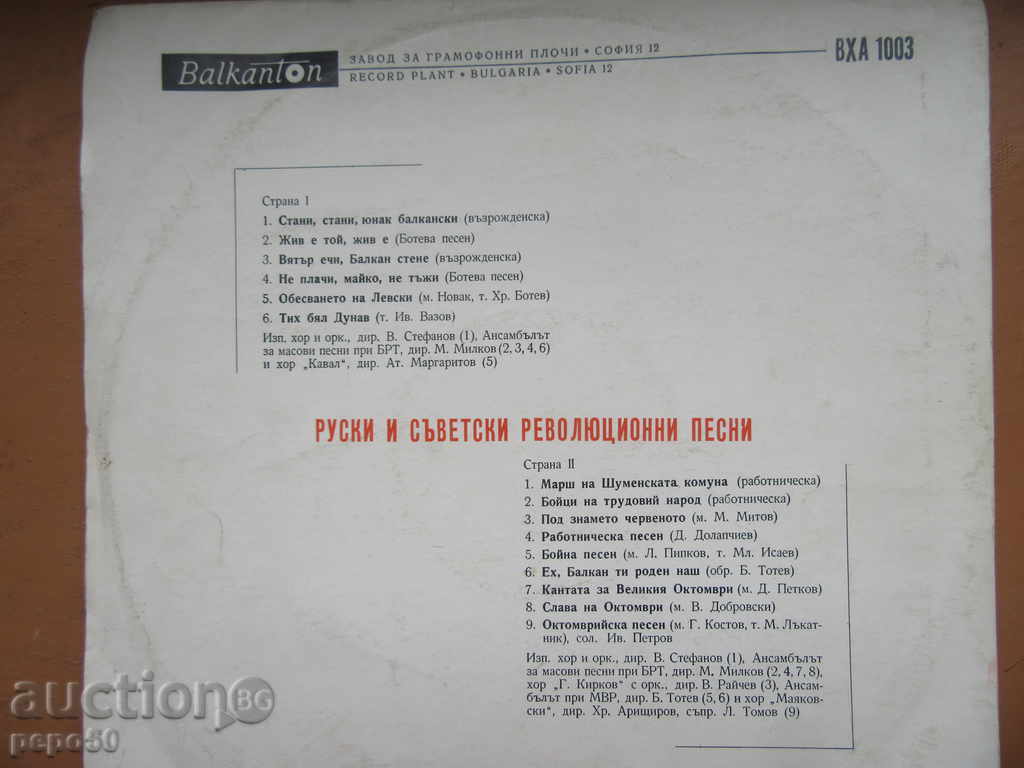 Balkanton
ЗАВОД ЗА ГРАМОФОННИ ПЛОЧИ • СОФИЯ 12
RECORD PLANT • BULGARIA • SOFIA 12
ВХА 1003
Страна I
1. Стани, стани, юнак балкански (възрожденска)
2. Жив е той, жив е (Ботева песен)
3. Вятър ечи, Балкан стене (възрожденска)
4. Не плачи, майко, не тъжи (Ботева песен)
5. Обесването на Левски (м. Новак, т. Хр. Ботев)
6. Тих бял Дунав (т. Ив. Вазов)
Изп. хор и орк., дир. В. Стефанов (1), Ансамбълът
за масови песни при БРТ, дир. М. Милков (2, 3, 4, 6)
и хор „Кавал", дир. Ат. Маргаритов (5)
РУСКИ И СЪВЕТСКИ РЕВОЛЮЦИОННИ ПЕСНИ
Страна II
1. Марш на Шуменската комуна (работническа)
2. Бойци на трудовий народ (работническа)
3. Под знамето червеното (м. М. Митов)
4. Работническа песен (Д. Долапчиев)
5. Бойна песен (м. Л. Пипков, т. Мл. Исаев)
6. Ех, Балкан ти роден наш (обр. Б. Тотев)
7. Кантата за Великия Октомври (м. Д. Петков)
8. Слава на Октомври (м. В. Добровски)
9. Октомврийска песен (м. Г. Костов, т. М. Лъкат-
ник), сол. Ив. Петров
Изп. хор и орк., дир. В. Стефанов (1), Ансамбълът
за масови песни при БРТ, дир. М. Милков (2, 4, 7, 8),
хор „Г. Кирков" с орк., дир. В. Райчев (3), Ансам-
бълът при МВР, дир. Б. Тотев (5, 6) и хор „Маяков-
ски", дир. Хр. Арищиров, съпр. Л. Томов (9)
auction BG
pepo50